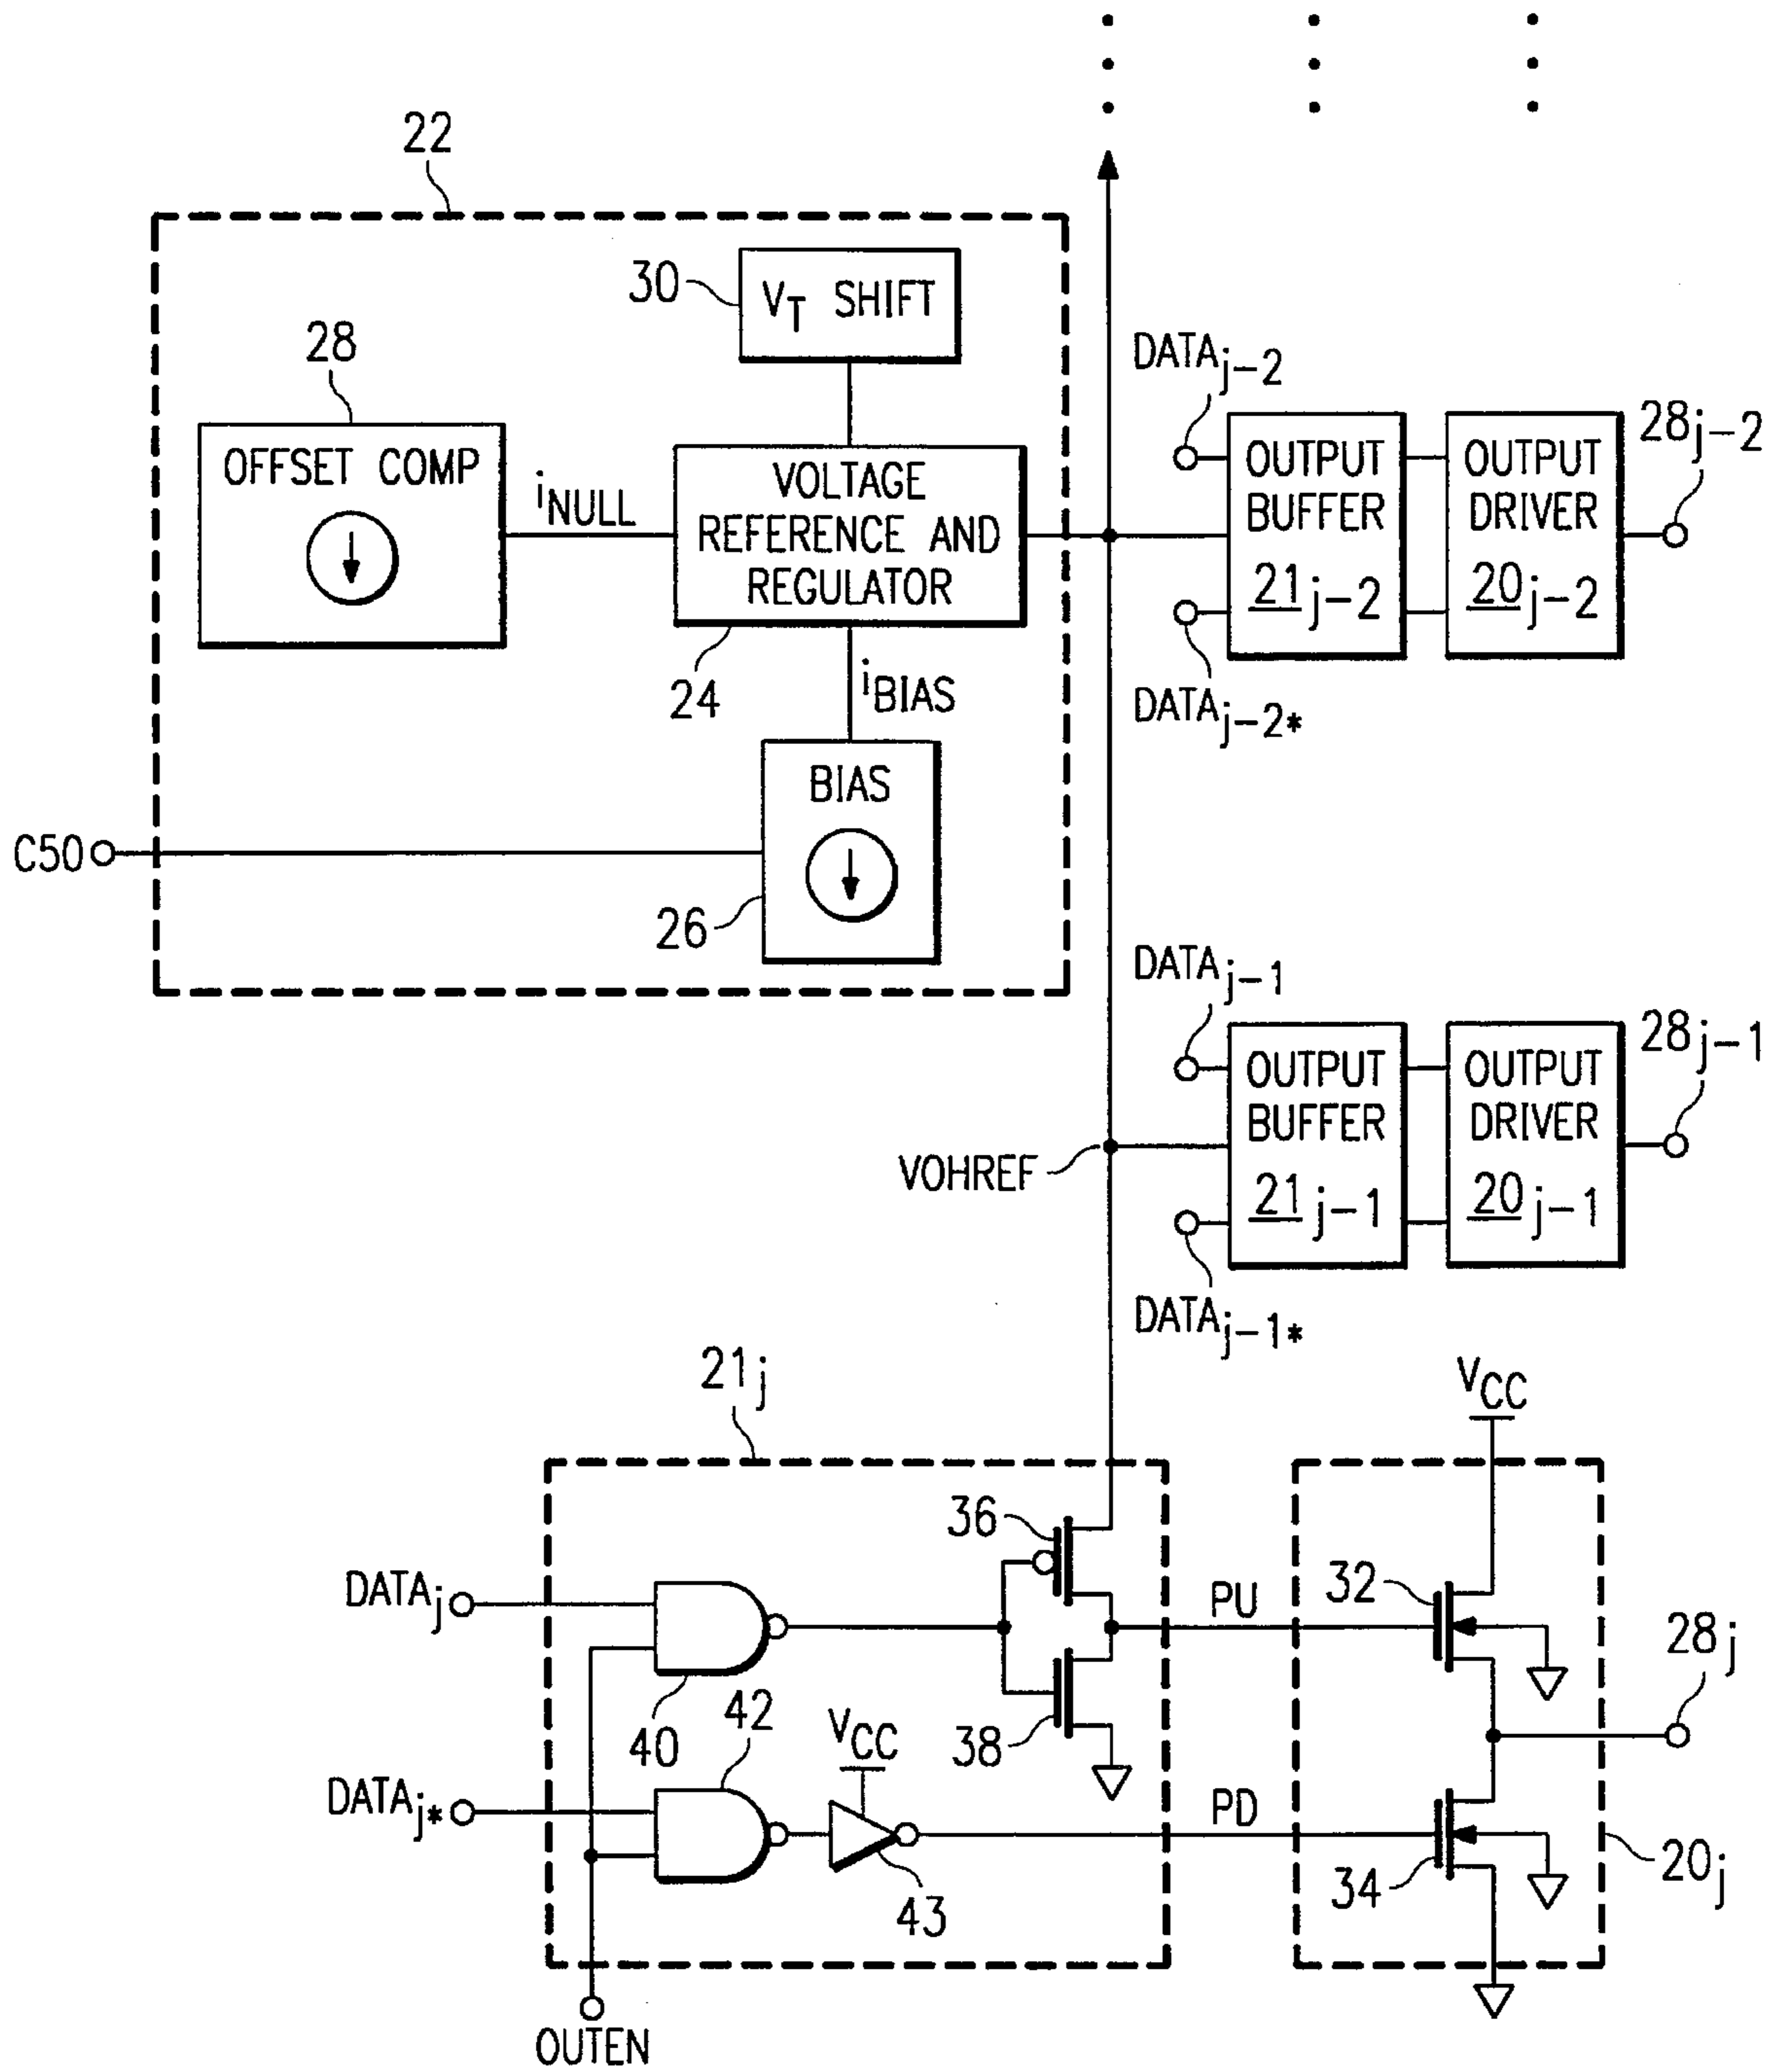 22
30
V_T SHIFT
28
OFFSET COMP
i_NULL
VOLTAGE
REFERENCE AND
REGULATOR
24
i_BIAS
BIAS
26
C50
DATA_j-2
OUTPUT
BUFFER
21_j-2
OUTPUT
DRIVER
20_j-2
28_j-2
DATA_j-2*
DATA_j-1
OUTPUT
BUFFER
21_j-1
OUTPUT
DRIVER
20_j-1
28_j-1
VOHREF
DATA_j-1*
21_j
V_CC
36
DATA_j
40
38
PU
32
28_j
42
V_CC
DATA_j*
43
PD
34
20_j
OUTEN